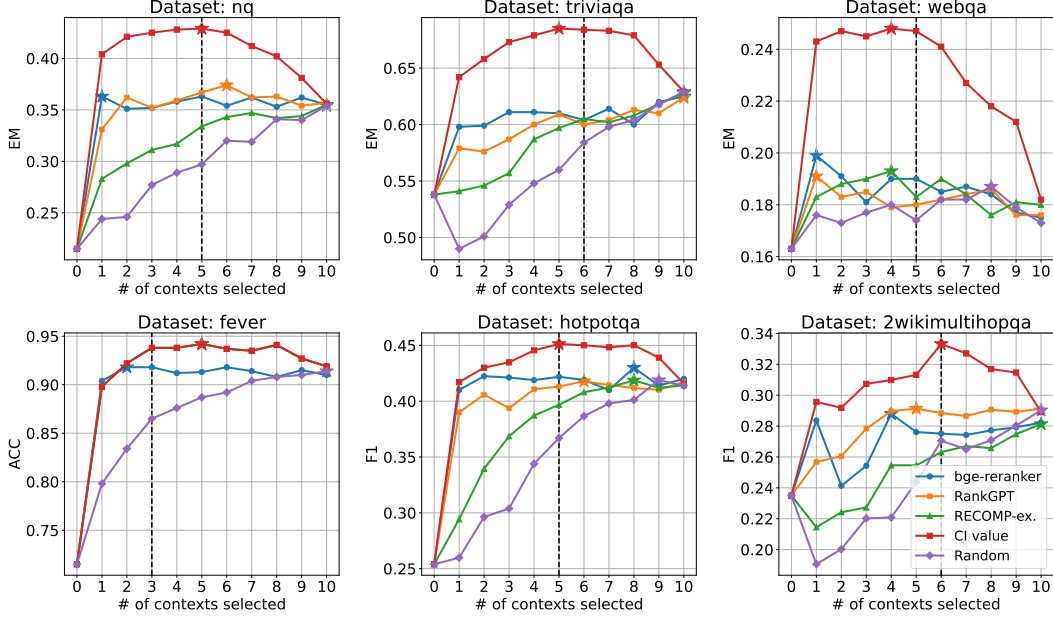 Dataset: nq
EM
0.40
0.35
0.30
0.25
0 1 2 3 4 5 6 7 8 9 10
# of contexts selected
Dataset: triviaqa
EM
0.65
0.60
0.55
0.50
0 1 2 3 4 5 6 7 8 9 10
# of contexts selected
Dataset: webqa
EM
0.24
0.22
0.20
0.18
0.16
0 1 2 3 4 5 6 7 8 9 10
# of contexts selected
Dataset: fever
ACC
0.95
0.90
0.85
0.80
0.75
0 1 2 3 4 5 6 7 8 9 10
# of contexts selected
Dataset: hotpotqa
F1
0.45
0.40
0.35
0.30
0.25
0 1 2 3 4 5 6 7 8 9 10
# of contexts selected
Dataset: 2wikimultihopqa
F1
0.34
0.32
0.30
0.28
0.26
0.24
0.22
0.20
0 1 2 3 4 5 6 7 8 9 10
# of contexts selected
bge-reranker
RankGPT
RECOMP-ex.
CI value
Random